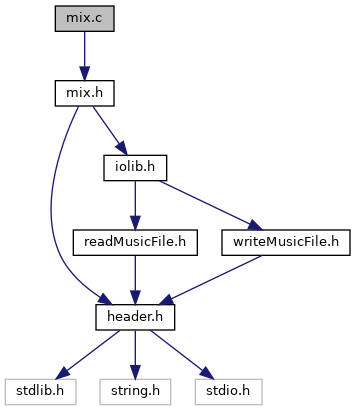 mix.c
mix.h
iolib.h
readMusicFile.h
writeMusicFile.h
header.h
stdlib.h
string.h
stdio.h